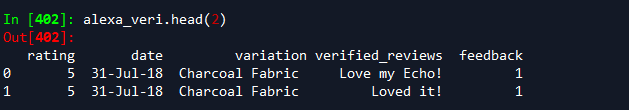 In [402]: alexa_veri.head(2)
Out[402]:
rating date variation verified_reviews feedback
0 5 31-Jul-18 Charcoal Fabric Love my Echo! 1
1 5 31-Jul-18 Charcoal Fabric Loved it! 1